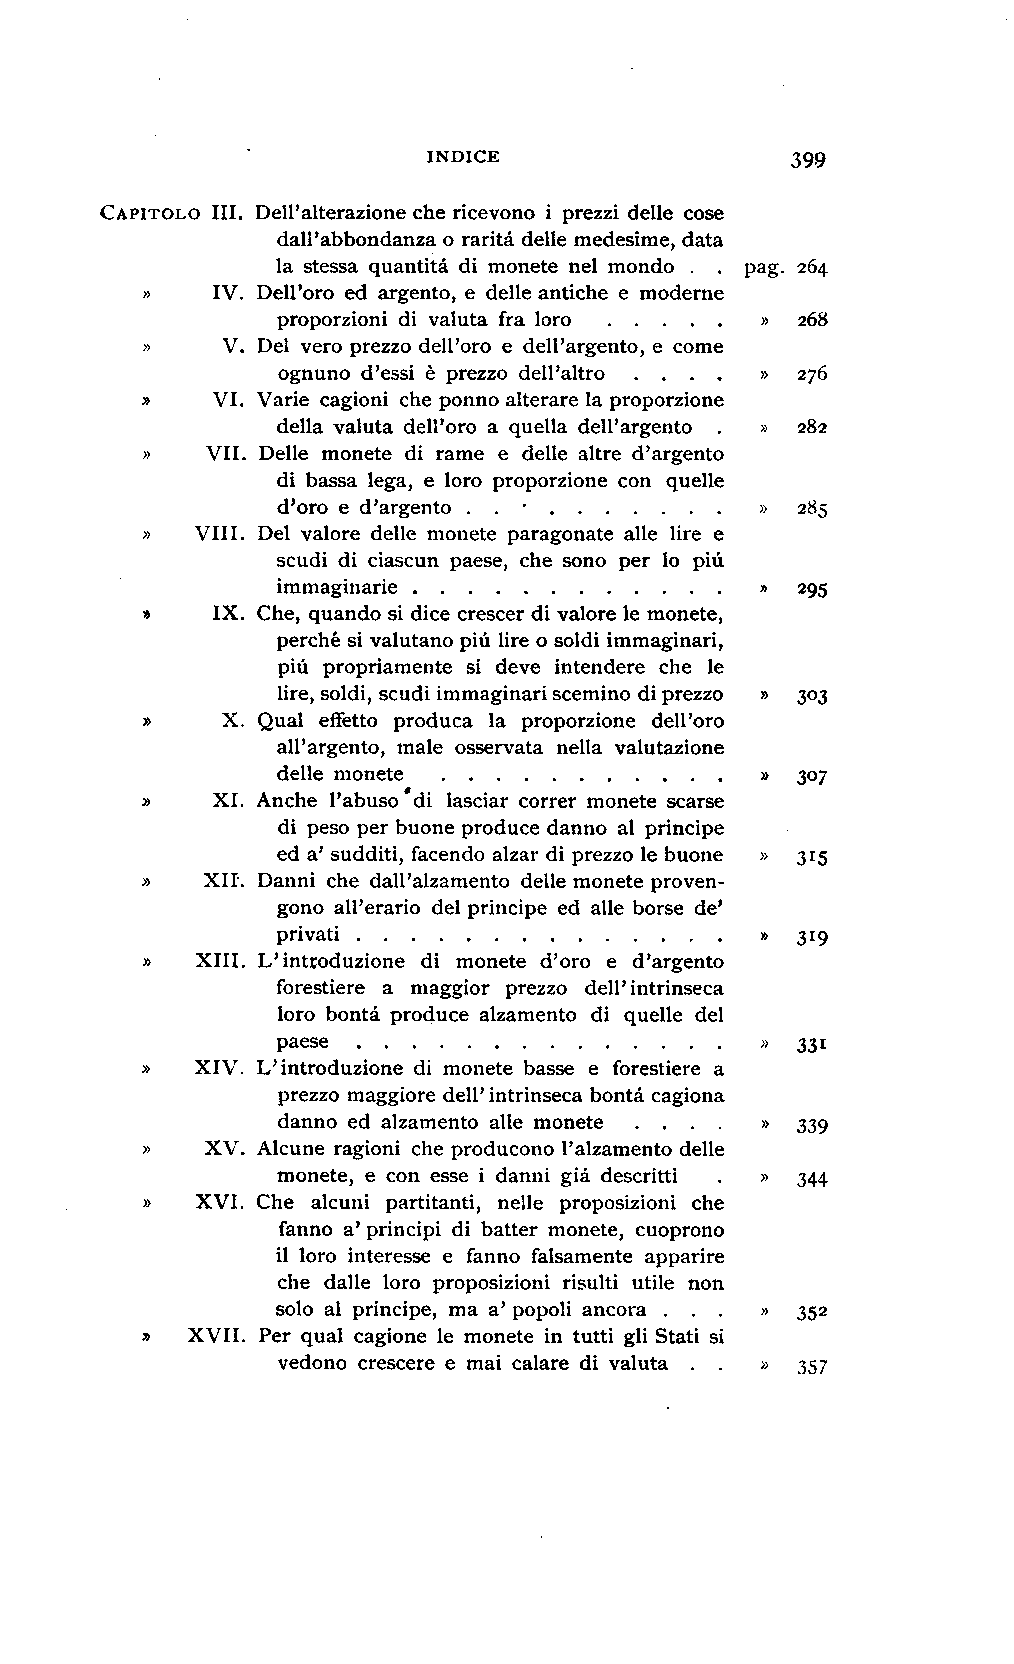 INDICE 399
CAPITOLO III. Dell'alterazione che ricevono i prezzi delle cose
dall'abbondanza o raritá delle medesime, data
la stessa quantitá di monete nel mondo . . pag. 264
» IV. Dell'oro ed argento, e delle antiche e moderne
proporzioni di valuta fra loro . . . . . » 268
» V. Del vero prezzo dell'oro e dell'argento, e come
ognuno d'essi è prezzo dell'altro . . . . » 276
» VI. Varie cagioni che ponno alterare la proporzione
della valuta dell'oro a quella dell'argento . » 282
» VII. Delle monete di rame e delle altre d'argento
di bassa lega, e loro proporzione con quelle
d'oro e d'argento . . . . . . . . . . » 285
» VIII. Del valore delle monete paragonate alle lire e
scudi di ciascun paese, che sono per lo piú
immaginarie . . . . . . . . . . . . » 295
» IX. Che, quando si dice crescer di valore le monete,
perché si valutano piú lire o soldi immaginari,
piú propriamente si deve intendere che le
lire, soldi, scudi immaginari scemino di prezzo » 303
» X. Qual effetto produca la proporzione dell'oro
all'argento, male osservata nella valutazione
delle monete . . . . . . . . . . . » 307
» XI. Anche l'abuso di lasciar correr monete scarse
di peso per buone produce danno al principe
ed a' sudditi, facendo alzar di prezzo le buone » 315
» XII. Danni che dall'alzamento delle monete proven-
gono all'erario del principe ed alle borse de'
privati . . . . . . . . . . . . . . » 319
» XIII. L'introduzione di monete d'oro e d'argento
forestiere a maggior prezzo dell'intrinseca
loro bontá produce alzamento di quelle del
paese . . . . . . . . . . . . . . » 331
» XIV. L'introduzione di monete basse e forestiere a
prezzo maggiore dell'intrinseca bontá cagiona
danno ed alzamento alle monete . . . . » 339
» XV. Alcune ragioni che producono l'alzamento delle
monete, e con esse i danni giá descritti . » 344
» XVI. Che alcuni partitanti, nelle proposizioni che
fanno a' principi di batter monete, cuoprono
il loro interesse e fanno falsamente apparire
che dalle loro proposizioni risulti utile non
solo al principe, ma a' popoli ancora . . . » 352
» XVII. Per qual cagione le monete in tutti gli Stati si
vedono crescere e mai calare di valuta . . » 357